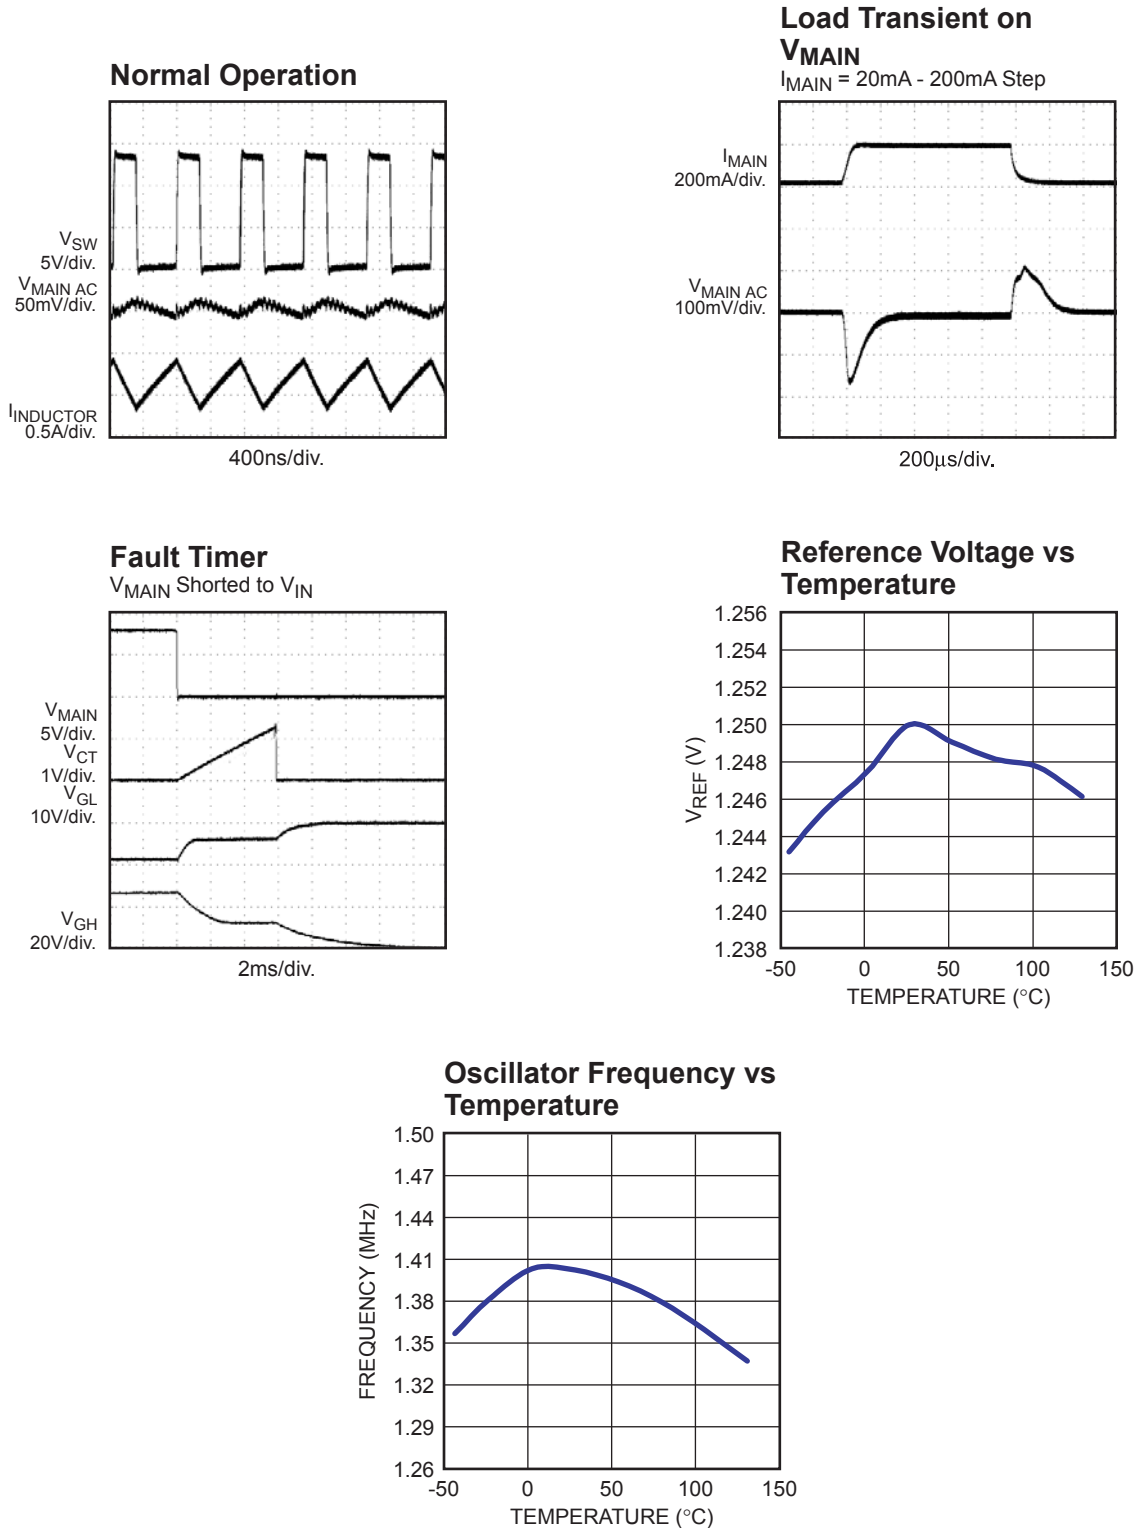 Normal Operation
VSW
5V/div.
VMAIN AC
50mV/div.
IINDUCTOR
0.5A/div.
400ns/div.
Load Transient on
VMAIN
IMAIN = 20mA - 200mA Step
IMAIN
200mA/div.
VMAIN AC
100mV/div.
200µs/div.
Fault Timer
VMAIN Shorted to VIN
VMAIN
5V/div.
VCT
1V/div.
VGL
10V/div.
VGH
20V/div.
2ms/div.
Reference Voltage vs
Temperature
1.256
1.254
1.252
1.250
1.248
1.246
1.244
1.242
1.240
1.238
VREF (V)
-50 0 50 100 150
TEMPERATURE (°C)
Oscillator Frequency vs
Temperature
1.50
1.47
1.44
1.41
1.38
1.35
1.32
1.29
1.26
FREQUENCY (MHz)
-50 0 50 100 150
TEMPERATURE (°C)